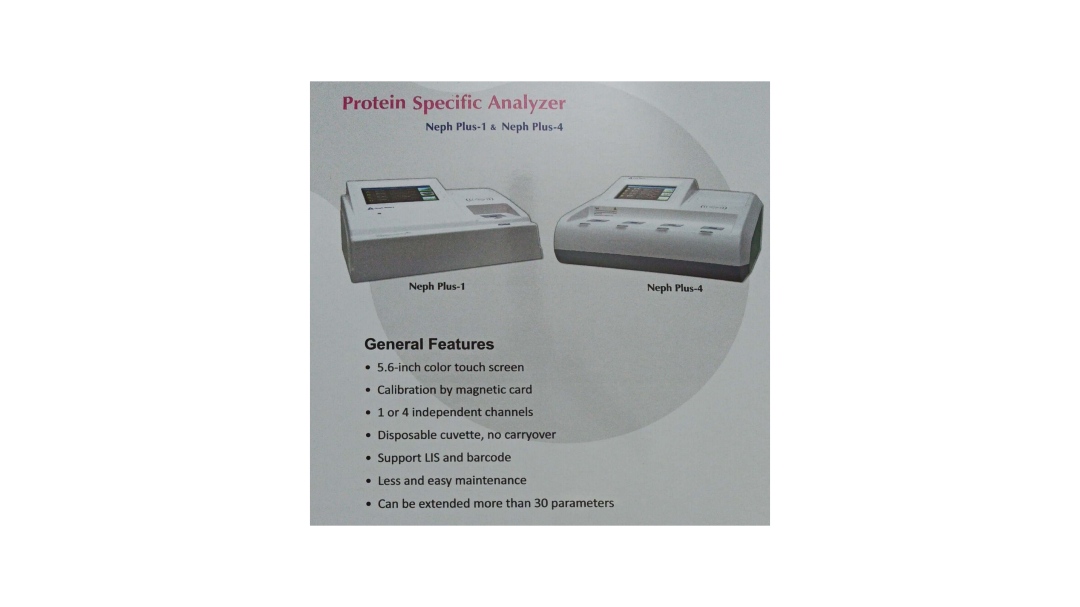 Protein Specific Analyzer
Neph Plus-1 & Neph Plus-4
Neph Plus-1
Neph Plus-4
General Features
• 5.6-inch color touch screen
• Calibration by magnetic card
• 1 or 4 independent channels
• Disposable cuvette, no carryover
• Support LIS and barcode
• Less and easy maintenance
• Can be extended more than 30 parameters